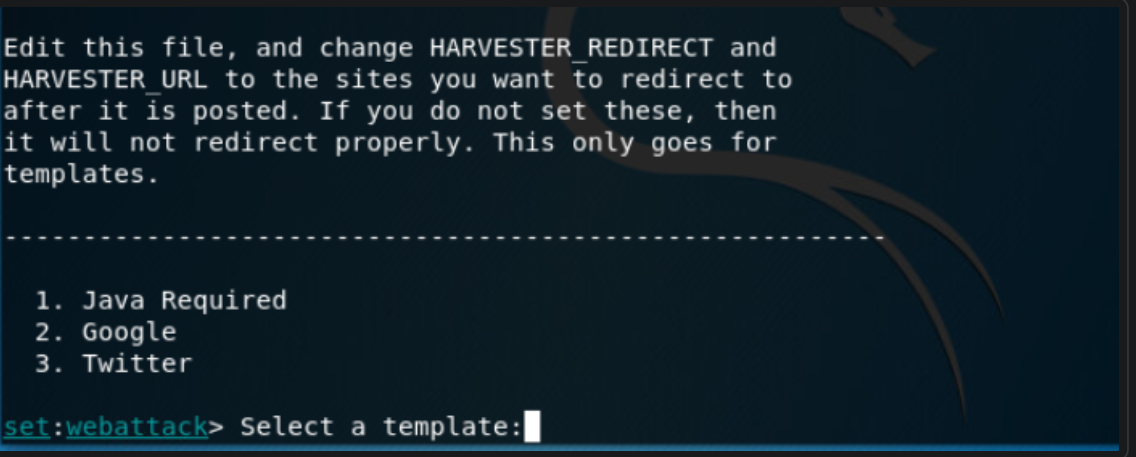 Edit this file, and change HARVESTER_REDIRECT and
HARVESTER_URL to the sites you want to redirect to
after it is posted. If you do not set these, then
it will not redirect properly. This only goes for
templates.
---------------------------------------------------------
1. Java Required
2. Google
3. Twitter
set:webattack> Select a template: